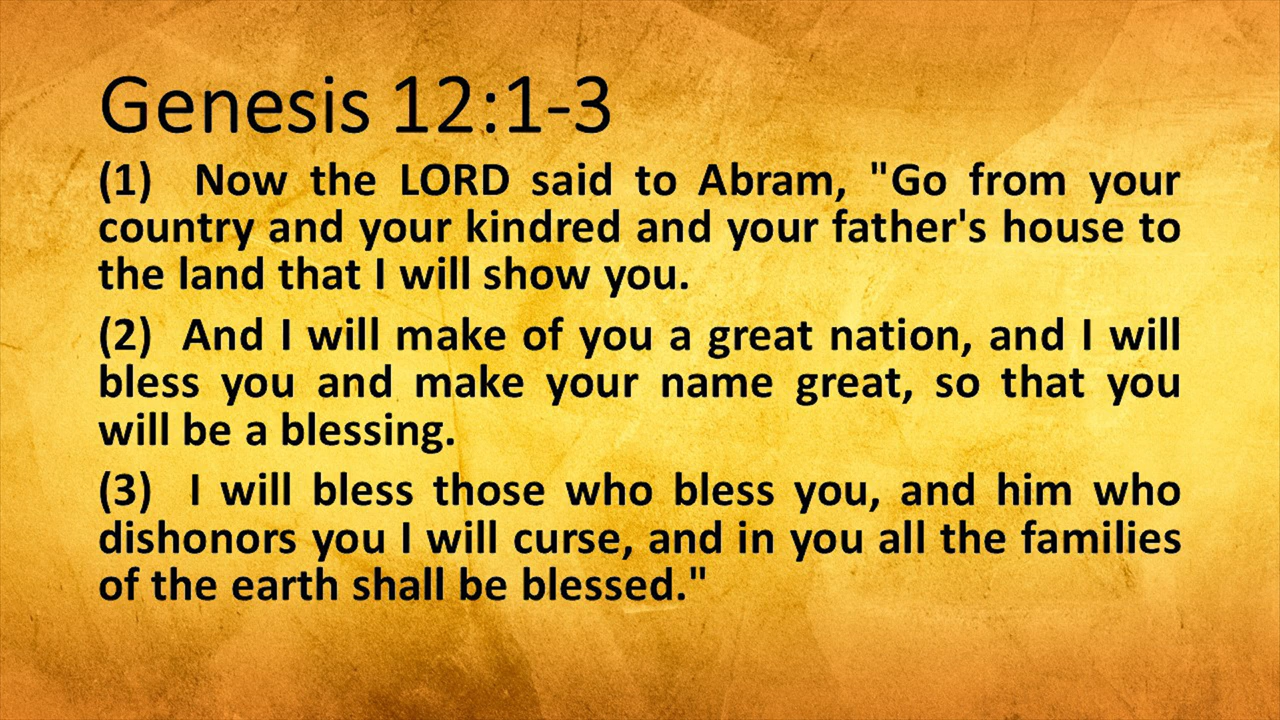 Genesis 12:1-3
(1) Now the LORD said to Abram, "Go from your
country and your kindred and your father's house to
the land that I will show you.
(2) And I will make of you a great nation, and I will
bless you and make your name great, so that you
will be a blessing.
(3) I will bless those who bless you, and him who
dishonors you I will curse, and in you all the families
of the earth shall be blessed."